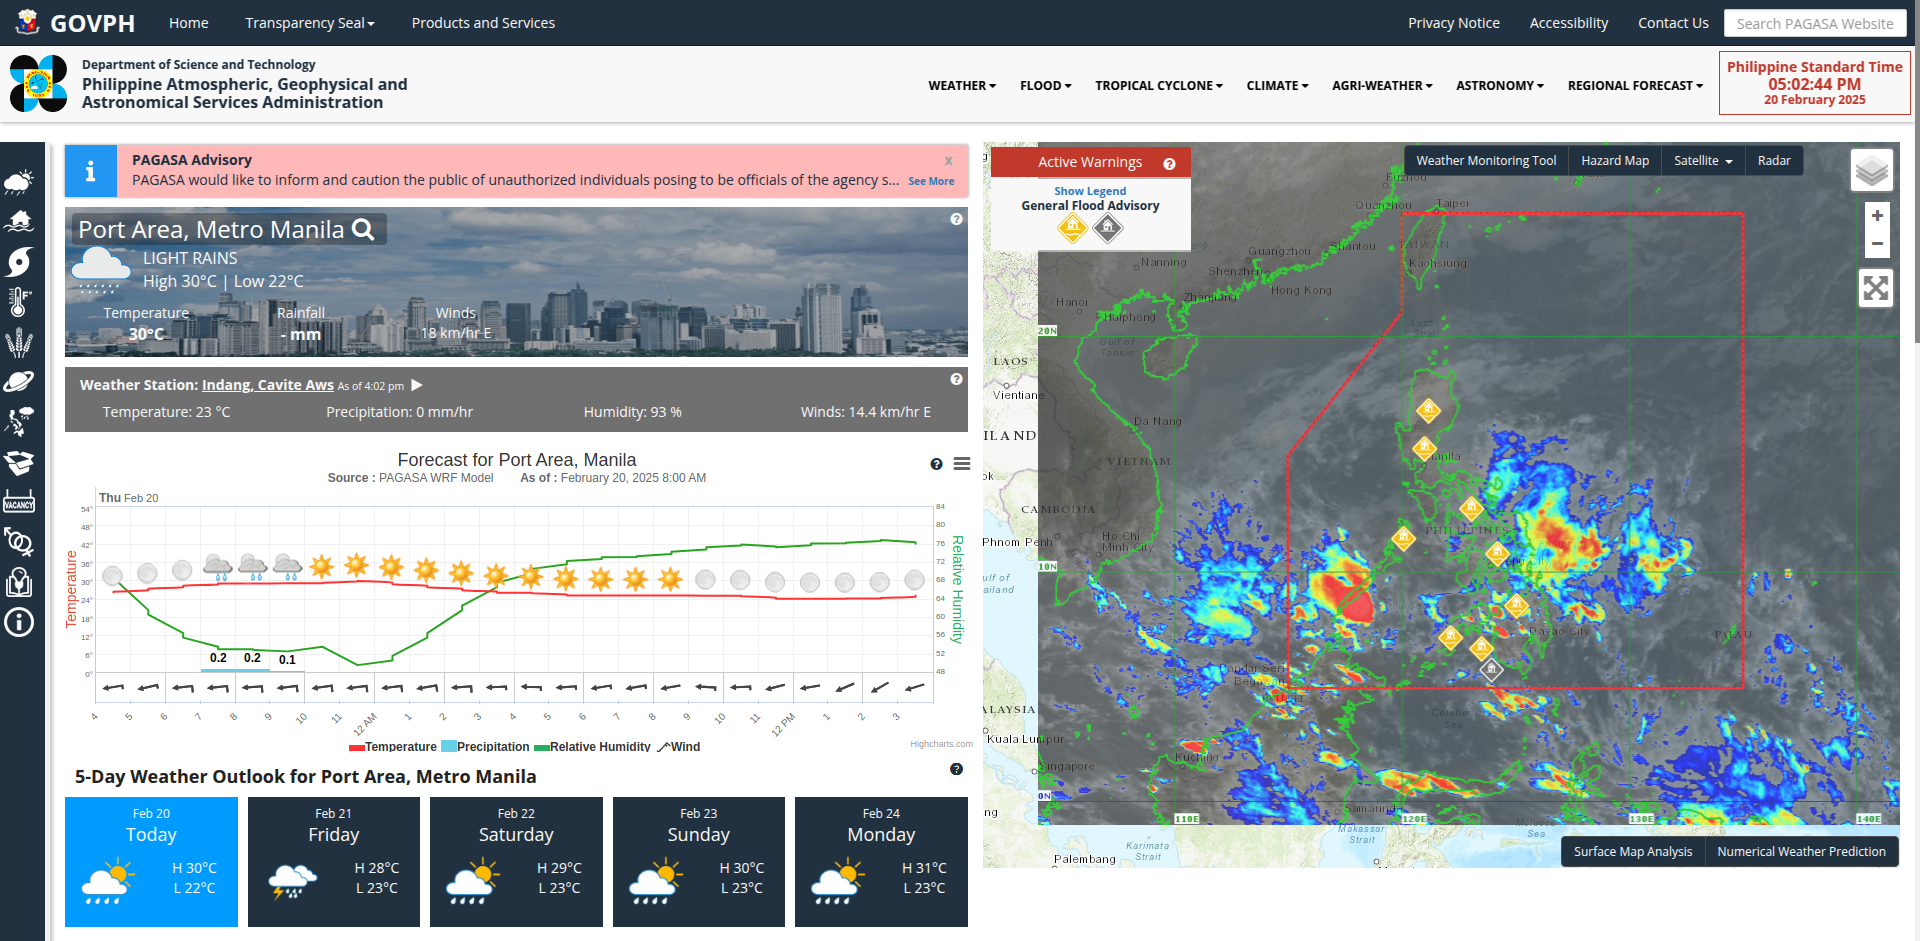 GOVPH
Home
Transparency Seal
Products and Services
Privacy Notice
Accessibility
Contact Us
Search PAGASA Website
Department of Science and Technology
Philippine Atmospheric, Geophysical and
Astronomical Services Administration
WEATHER
FLOOD
TROPICAL CYCLONE
CLIMATE
AGRI-WEATHER
ASTRONOMY
REGIONAL FORECAST
Philippine Standard Time
05:02:44 PM
20 February 2025
PAGASA Advisory
x
PAGASA would like to inform and caution the public of unauthorized individuals posing to be officials of the agency s... See More
Port Area, Metro Manila
LIGHT RAINS
High 30°C | Low 22°C
Temperature
30°C
Rainfall
- mm
Winds
18 km/hr E
Weather Station: Indang, Cavite Aws As of 4:02 pm
Temperature: 23 °C
Precipitation: 0 mm/hr
Humidity: 93 %
Winds: 14.4 km/hr E
VACANCY
Forecast for Port Area, Manila
Source : PAGASA WRF Model As of : February 20, 2025 8:00 AM
Thu Feb 20
Temperature
54°
48°
42°
36°
30°
24°
18°
12°
6°
0°
84
80
76
72
68
64
60
56
52
48
Relative Humidity
0.2
0.2
0.1
4
5
6
7
8
9
10
11
12 AM
1
2
3
4
5
6
7
8
9
10
11
12 PM
1
2
3
Temperature
Precipitation
Relative Humidity
Wind
Highcharts.com
5-Day Weather Outlook for Port Area, Metro Manila
Feb 20
Today
H 30°C
L 22°C
Feb 21
Friday
H 28°C
L 23°C
Feb 22
Saturday
H 29°C
L 23°C
Feb 23
Sunday
H 30°C
L 23°C
Feb 24
Monday
H 31°C
L 23°C
Active Warnings
Show Legend
General Flood Advisory
Weather Monitoring Tool
Hazard Map
Satellite
Radar
+
−
Fuzhou
Quanzhou
Taipei
Guangzhou
Shantou
TAIWAN
Nanning
Shenzhen
Kaohsiung
Hanoi
Zhanjiang
Hong Kong
Haiphong
20N
Luzon
Strait
Gulf of
Tonkin
LAOS
Vientiane
Da Nang
ILAND
VIETNAM
Manila
CAMBODIA
Phnom Penh
Ho Chi
Minh City
PHILIPPINES
10N
ulf of
ailand
Davao City
PALAU
Bandar Seri
Begawan
ALAYSIA
Celebes
Sea
Kuala Lumpur
Kuching
Singapore
0N
Samarinda
110E
120E
130E
140E
Makassar
Strait
Karimata
Strait
Palembang
Surface Map Analysis
Numerical Weather Prediction